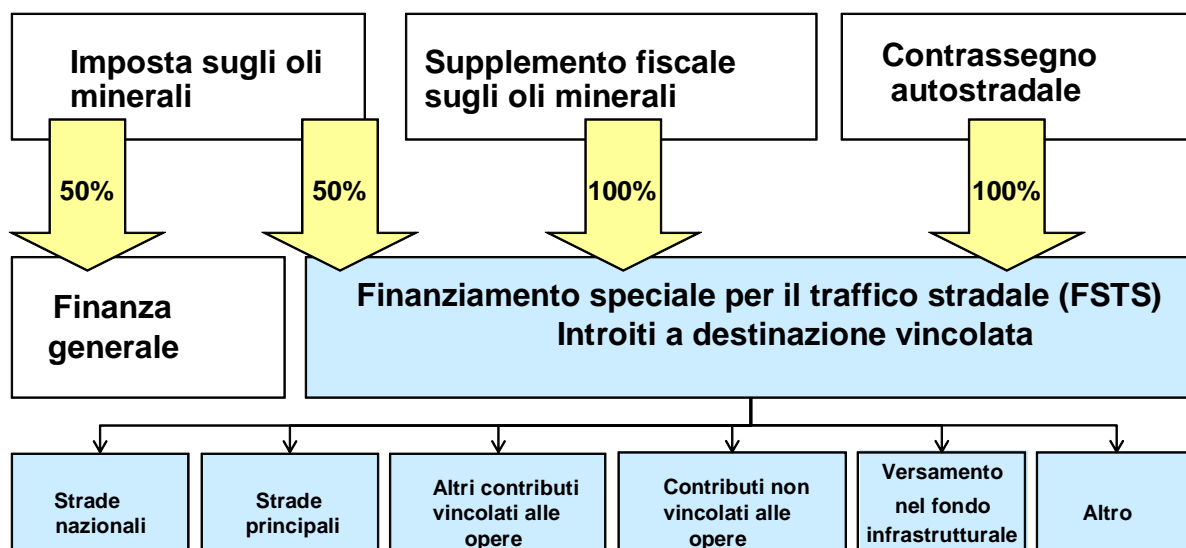 Imposta sugli oli
minerali
Supplemento fiscale
sugli oli minerali
Contrassegno
autostradale
50%
50%
100%
100%
Finanza
generale
Finanziamento speciale per il traffico stradale (FSTS)
Introiti a destinazione vincolata
Strade
nazionali
Strade
principali
Altri contributi
vincolati alle
opere
Contributi non
vincolati alle
opere
Versamento
nel fondo
infrastrutturale
Altro